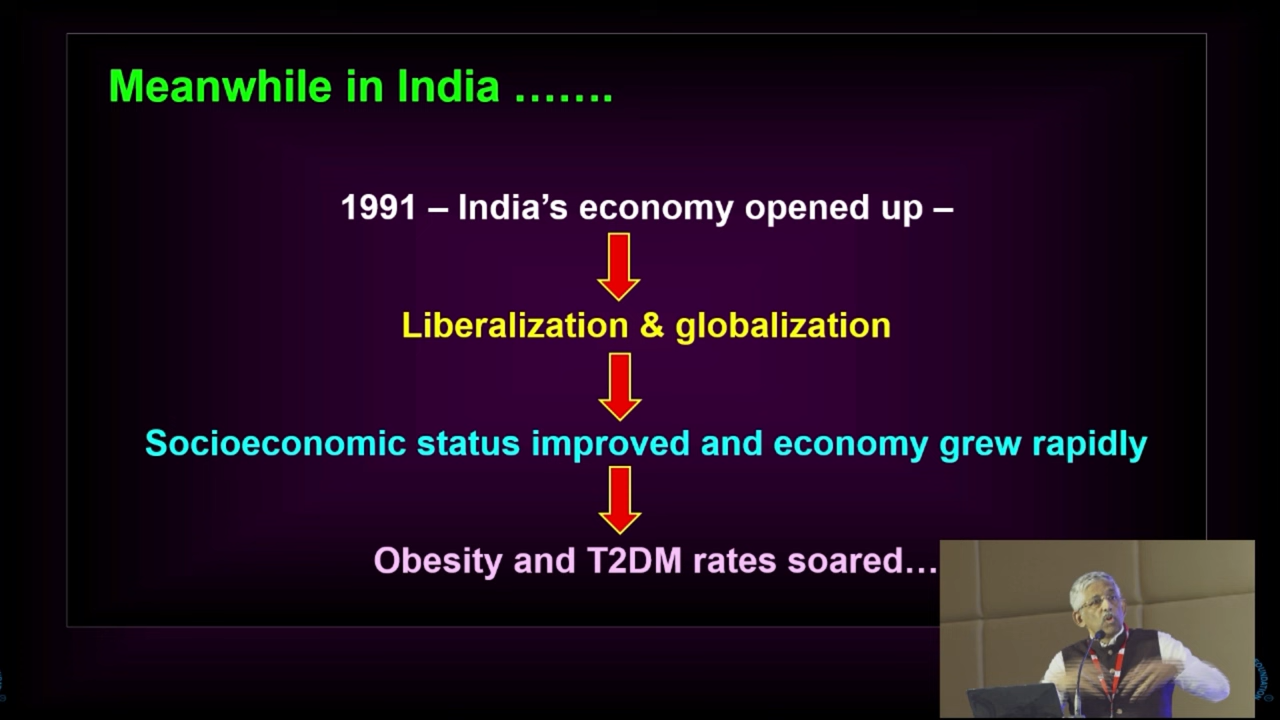 Meanwhile in India …….
1991 – India’s economy opened up –
Liberalization & globalization
Socioeconomic status improved and economy grew rapidly
Obesity and T2DM rates soared…